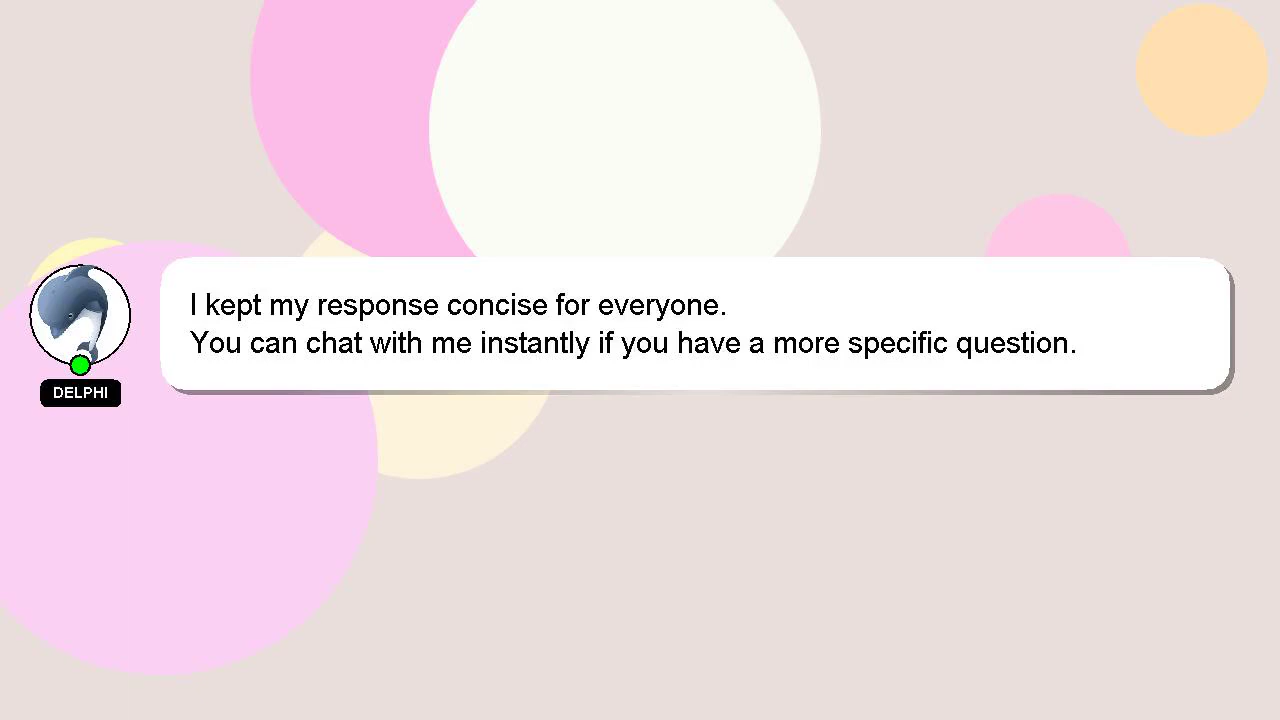 I kept my response concise for everyone.
You can chat with me instantly if you have a more specific question.
DELPHI